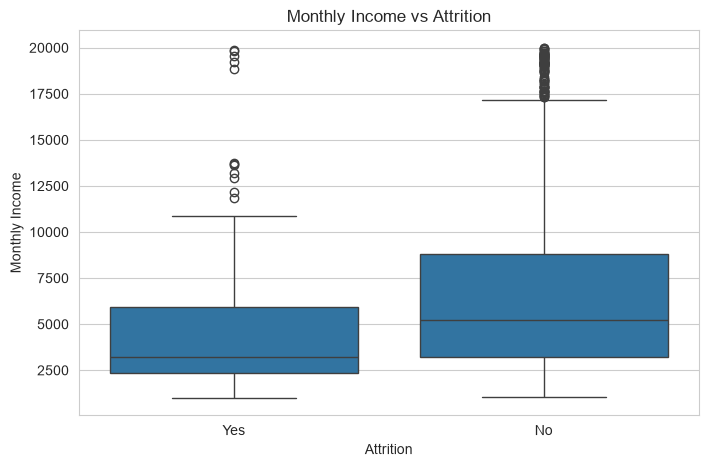 Monthly Income vs Attrition
20000
17500
15000
12500
10000
7500
5000
2500
Monthly Income
Yes No
Attrition